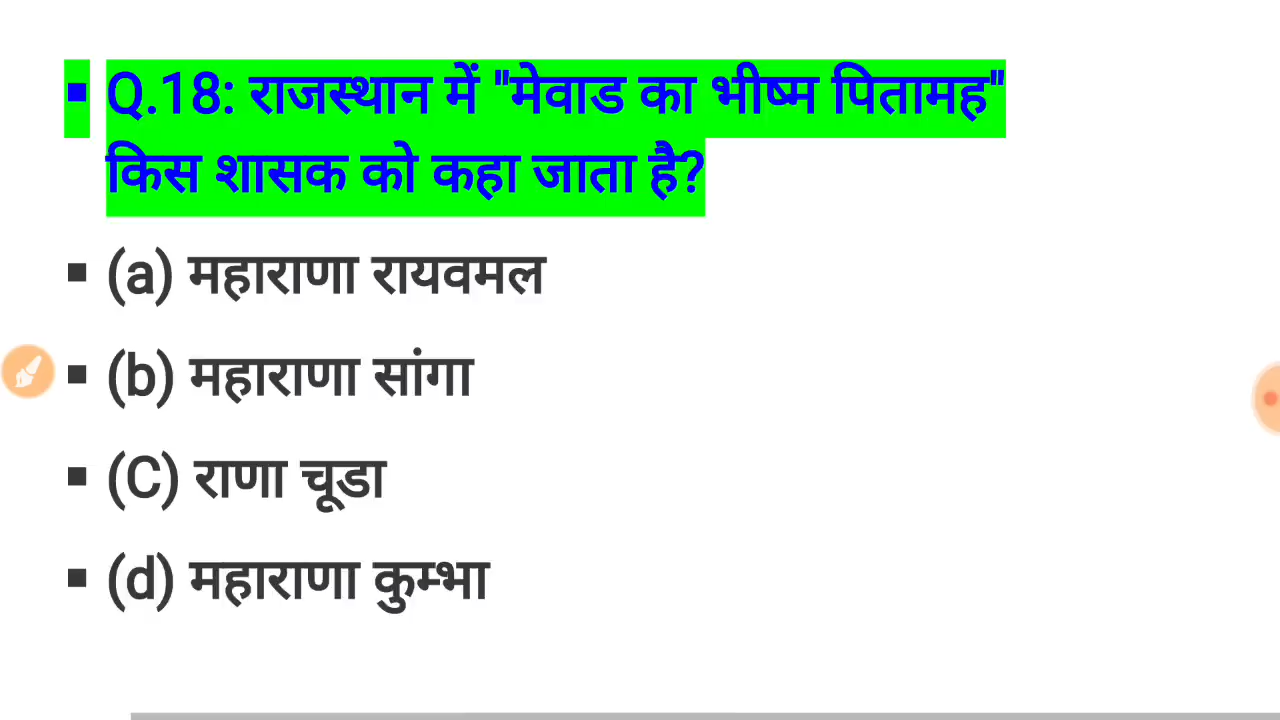 ▪ Q.18: राजस्थान में "मेवाड का भीष्म पितामह"
किस शासक को कहा जाता है?
▪ (a) महाराणा रायवमल
▪ (b) महाराणा सांगा
▪ (C) राणा चूडा
▪ (d) महाराणा कुम्भा